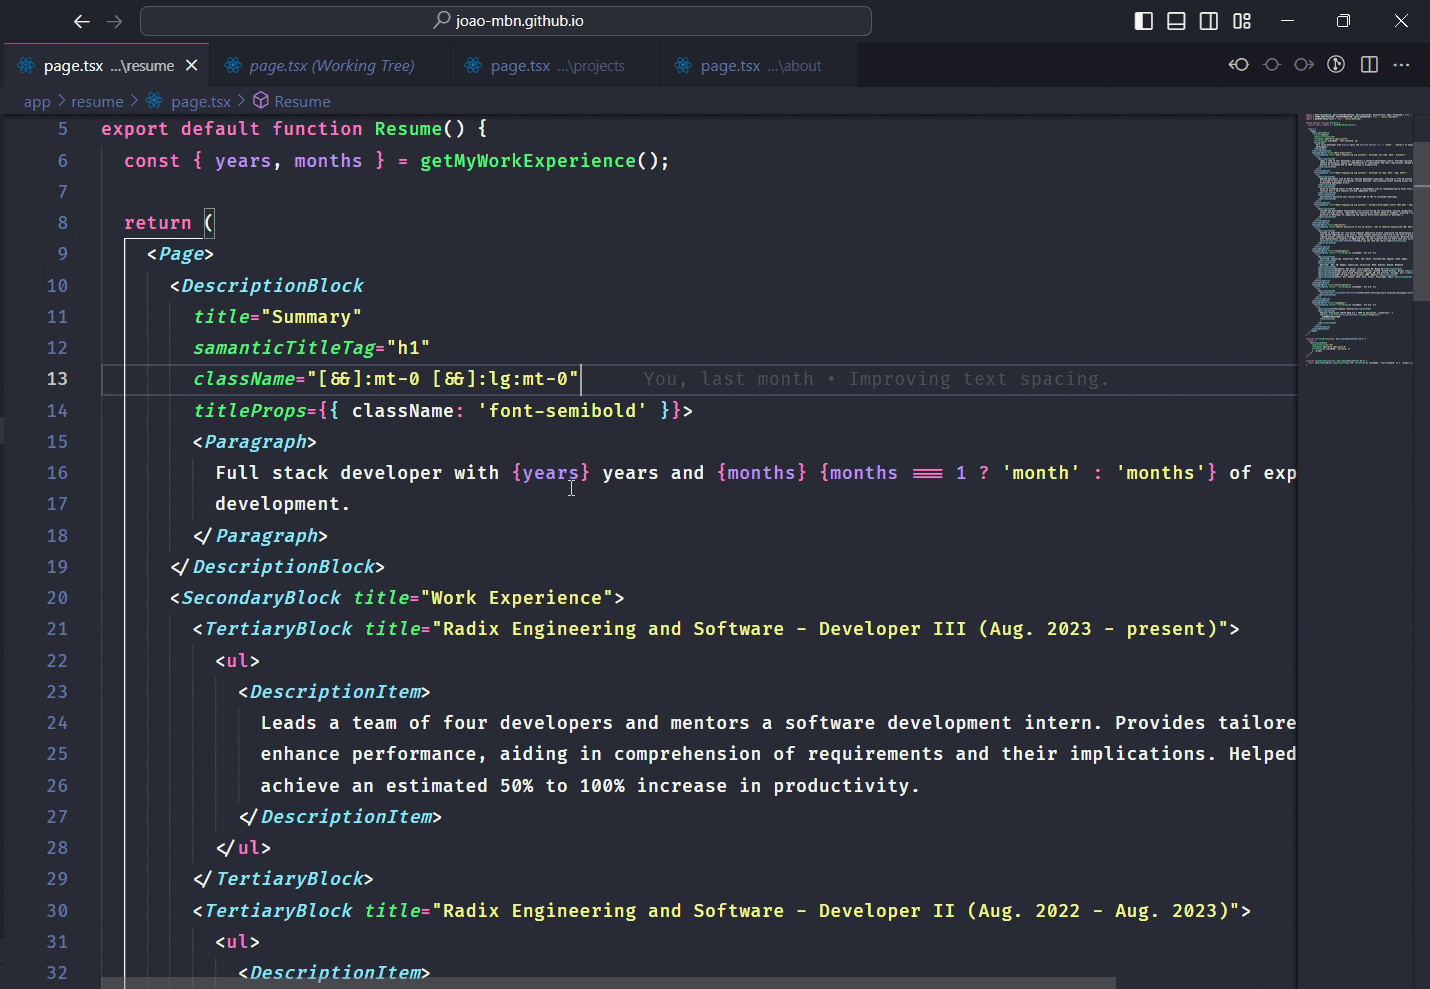 joao-mbn.github.io
page.tsx ...\resume
page.tsx (Working Tree)
page.tsx ...\projects
page.tsx ...\about
app > resume > page.tsx > Resume
5 export default function Resume() {
6 const { years, months } = getMyWorkExperience();
7
8 return (
9 <Page>
10 <DescriptionBlock
11 title="Summary"
12 samanticTitleTag="h1"
13 className="[&&]:mt-0 [&&]:lg:mt-0" You, last month • Improving text spacing.
14 titleProps={{ className: 'font-semibold' }}>
15 <Paragraph>
16 Full stack developer with {years} years and {months} {months === 1 ? 'month' : 'months'} of exp
17 development.
18 </Paragraph>
19 </DescriptionBlock>
20 <SecondaryBlock title="Work Experience">
21 <TertiaryBlock title="Radix Engineering and Software - Developer III (Aug. 2023 - present)">
22 <ul>
23 <DescriptionItem>
24 Leads a team of four developers and mentors a software development intern. Provides tailore
25 enhance performance, aiding in comprehension of requirements and their implications. Helped
26 achieve an estimated 50% to 100% increase in productivity.
27 </DescriptionItem>
28 </ul>
29 </TertiaryBlock>
30 <TertiaryBlock title="Radix Engineering and Software - Developer II (Aug. 2022 - Aug. 2023)">
31 <ul>
32 <DescriptionItem>